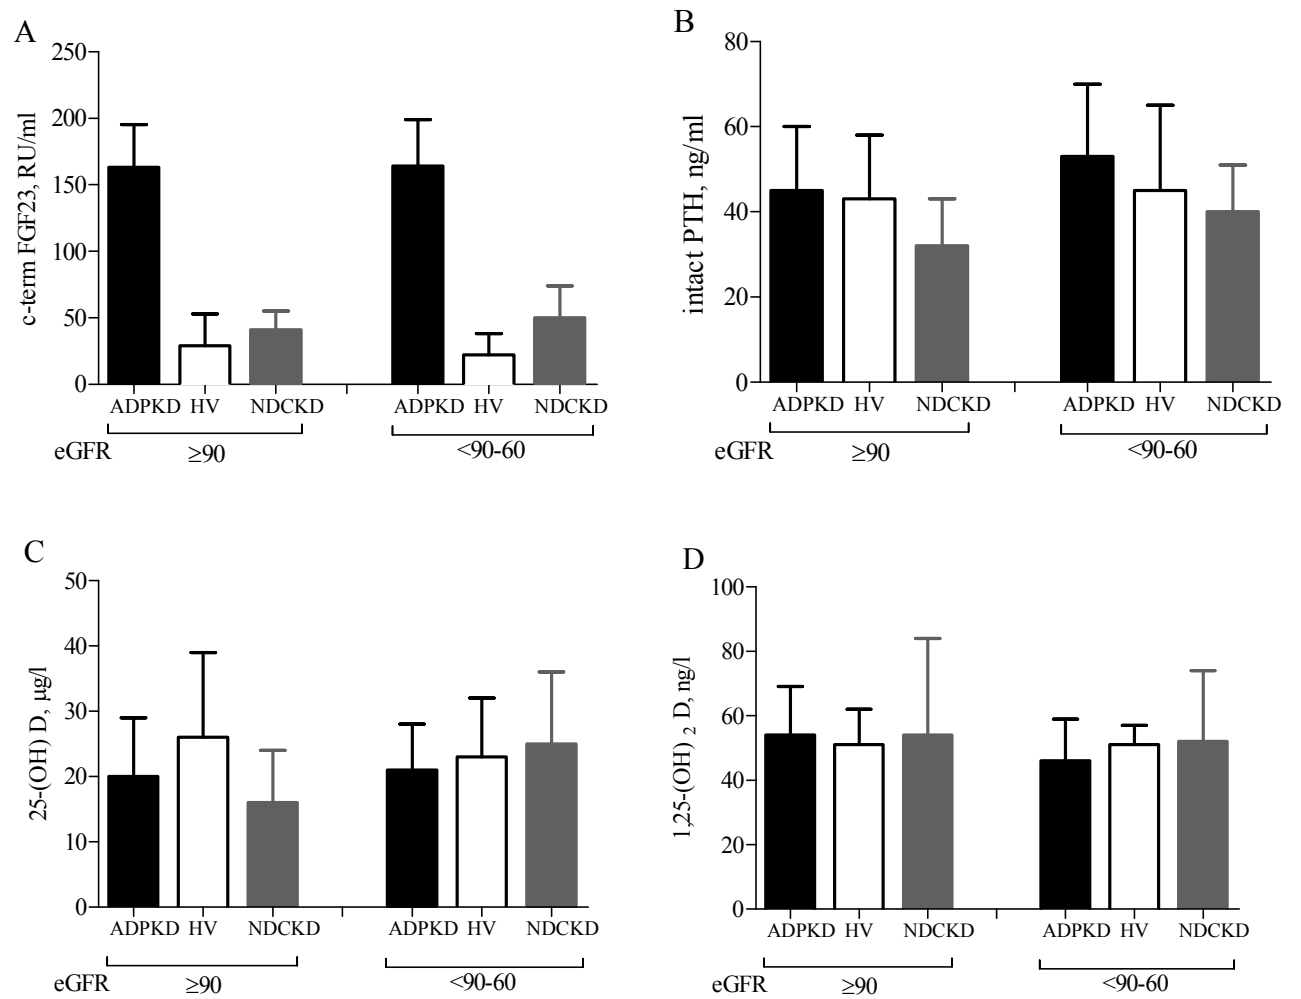 A
c-term FGF23, RU/ml
250
200
150
100
50
0
ADPKD HV NDCKD ADPKD HV NDCKD
eGFR ≥90 <90-60
B
intact PTH, ng/ml
80
60
40
20
0
ADPKD HV NDCKD ADPKD HV NDCKD
eGFR ≥90 <90-60
C
25-(OH) D, µg/l
50
40
30
20
10
0
ADPKD HV NDCKD ADPKD HV NDCKD
eGFR ≥90 <90-60
D
1,25-(OH) 2 D, ng/l
100
80
60
40
20
0
ADPKD HV NDCKD ADPKD HV NDCKD
eGFR ≥90 <90-60